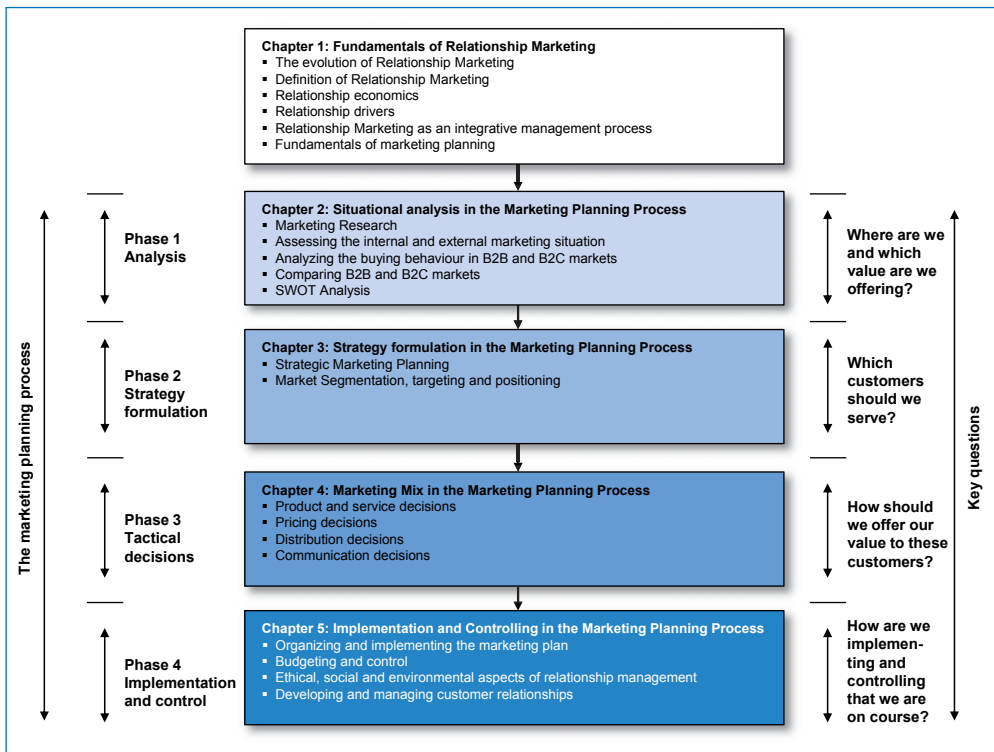 Chapter 1: Fundamentals of Relationship Marketing
▪ The evolution of Relationship Marketing
▪ Definition of Relationship Marketing
▪ Relationship economics
▪ Relationship drivers
▪ Relationship Marketing as an integrative management process
▪ Fundamentals of marketing planning
The marketing planning process
Phase 1
Analysis
Chapter 2: Situational analysis in the Marketing Planning Process
▪ Marketing Research
▪ Assessing the internal and external marketing situation
▪ Analyzing the buying behaviour in B2B and B2C markets
▪ Comparing B2B and B2C markets
▪ SWOT Analysis
Where are we
and which
value are we
offering?
Phase 2
Strategy
formulation
Chapter 3: Strategy formulation in the Marketing Planning Process
▪ Strategic Marketing Planning
▪ Market Segmentation, targeting and positioning
Which
customers
should we
serve?
Key questions
Phase 3
Tactical
decisions
Chapter 4: Marketing Mix in the Marketing Planning Process
▪ Product and service decisions
▪ Pricing decisions
▪ Distribution decisions
▪ Communication decisions
How should
we offer our
value to these
customers?
Phase 4
Implementation
and control
Chapter 5: Implementation and Controlling in the Marketing Planning Process
▪ Organizing and implementing the marketing plan
▪ Budgeting and control
▪ Ethical, social and environmental aspects of relationship management
▪ Developing and managing customer relationships
How are we
implemen-
ting and
controlling
that we are
on course?